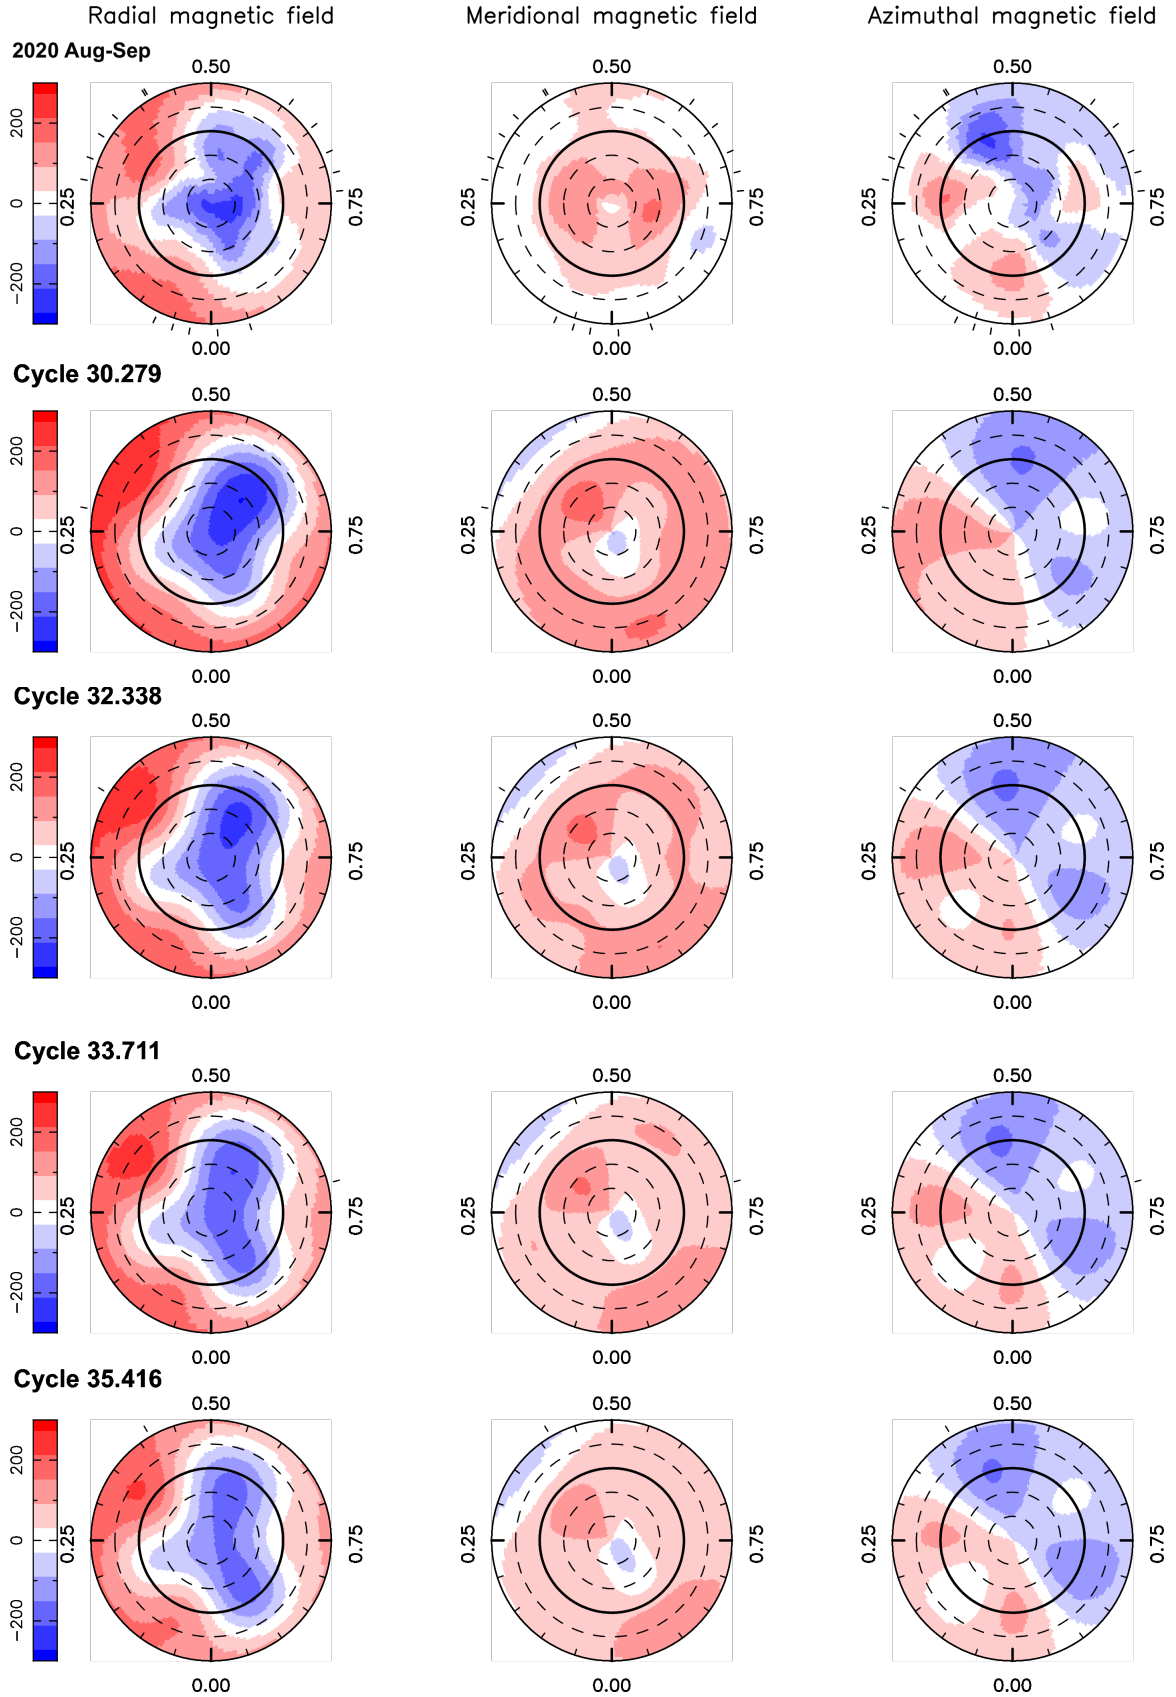 Radial magnetic field Meridional magnetic field Azimuthal magnetic field
2020 Aug-Sep
0.50 0.50 0.50
200 0 −200
0.25 0.75 0.25 0.75 0.25 0.75
0.00 0.00 0.00
Cycle 30.279
0.50 0.50 0.50
200 0 −200
0.25 0.75 0.25 0.75 0.25 0.75
0.00 0.00 0.00
Cycle 32.338
0.50 0.50 0.50
200 0 −200
0.25 0.75 0.25 0.75 0.25 0.75
0.00 0.00 0.00
Cycle 33.711
0.50 0.50 0.50
200 0 −200
0.25 0.75 0.25 0.75 0.25 0.75
0.00 0.00 0.00
Cycle 35.416
0.50 0.50 0.50
200 0 −200
0.25 0.75 0.25 0.75 0.25 0.75
0.00 0.00 0.00